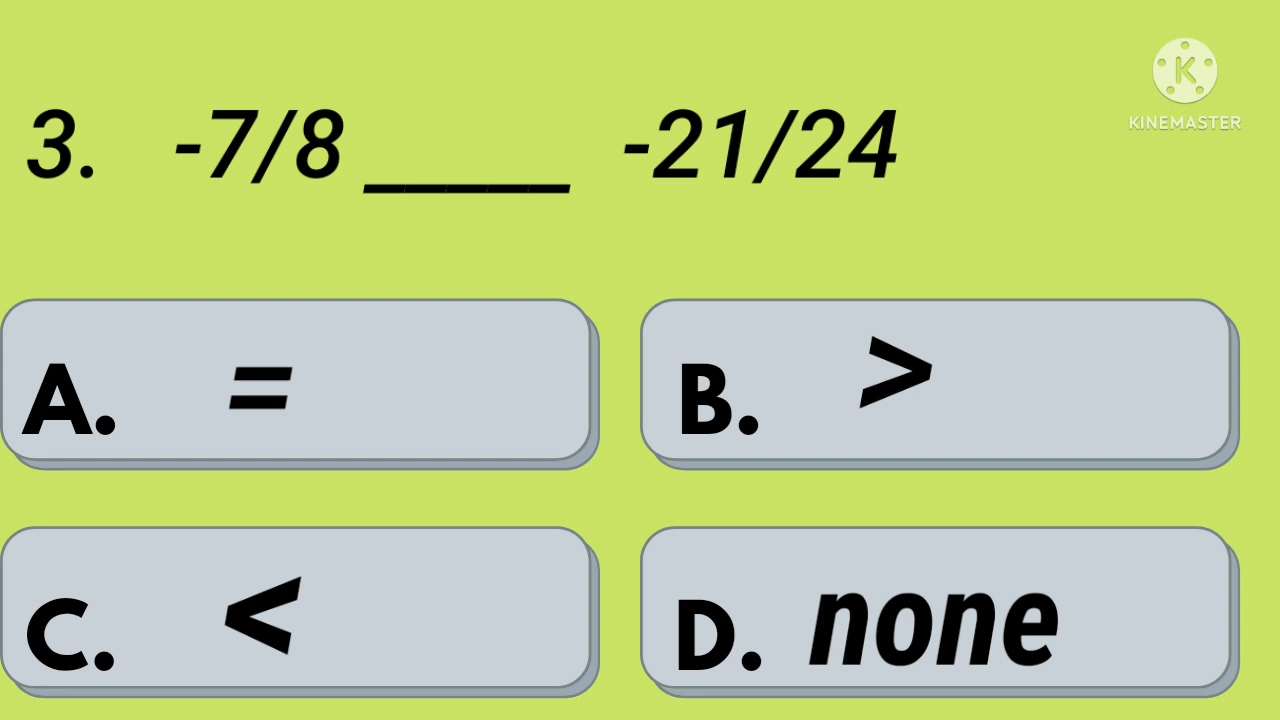 KINEMASTER
3. -7/8 _____ -21/24
A. =
B. >
C. <
D. none